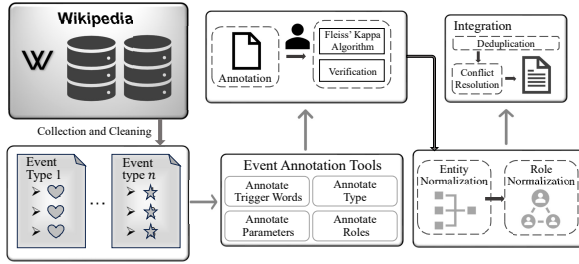 Wikipedia
W
Collection and Cleaning
Event
Type 1
...
Event
type n
Event Annotation Tools
Annotate
Trigger Words
Annotate
Type
Annotate
Parameters
Annotate
Roles
Annotation
Fleiss' Kappa
Algorithm
Verification
Entity
Normalization
Role
Normalization
Integration
Deduplication
Conflict
Resolution